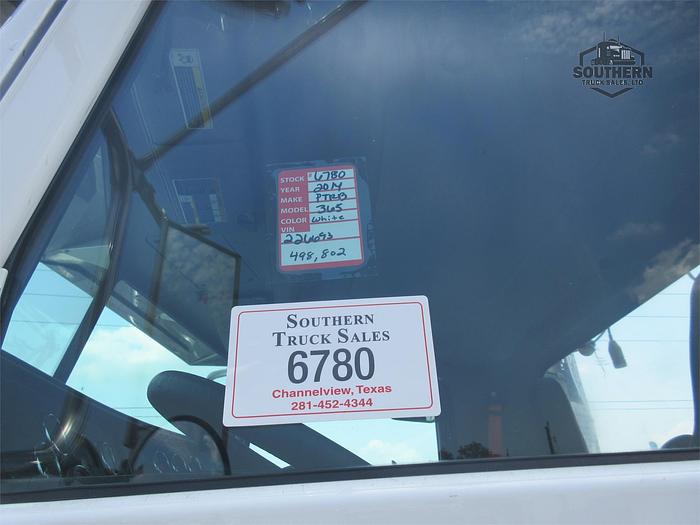 SOUTHERN
TRUCK SALES, LTD
STOCK # 6780
YEAR 2014
MAKE PTRB
MODEL 365
COLOR White
VIN
226693
498,802
SOUTHERN
TRUCK SALES
6780
Channelview, Texas
281-452-4344